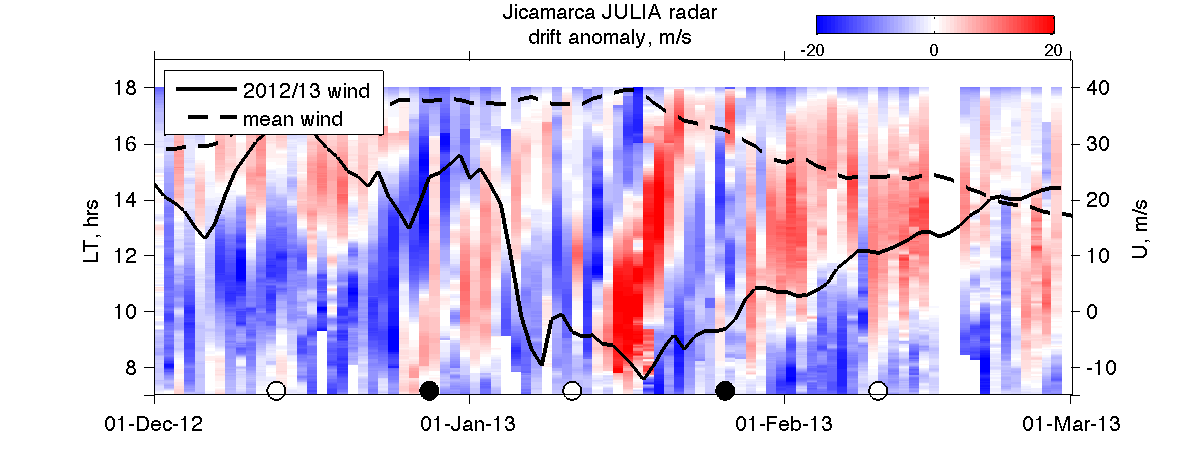 Jicamarca JULIA radar
drift anomaly, m/s
-20 0 20
2012/13 wind
mean wind
LT, hrs
18
16
14
12
10
8
40
30
20
10
0
-10
U, m/s
01-Dec-12 01-Jan-13 01-Feb-13 01-Mar-13